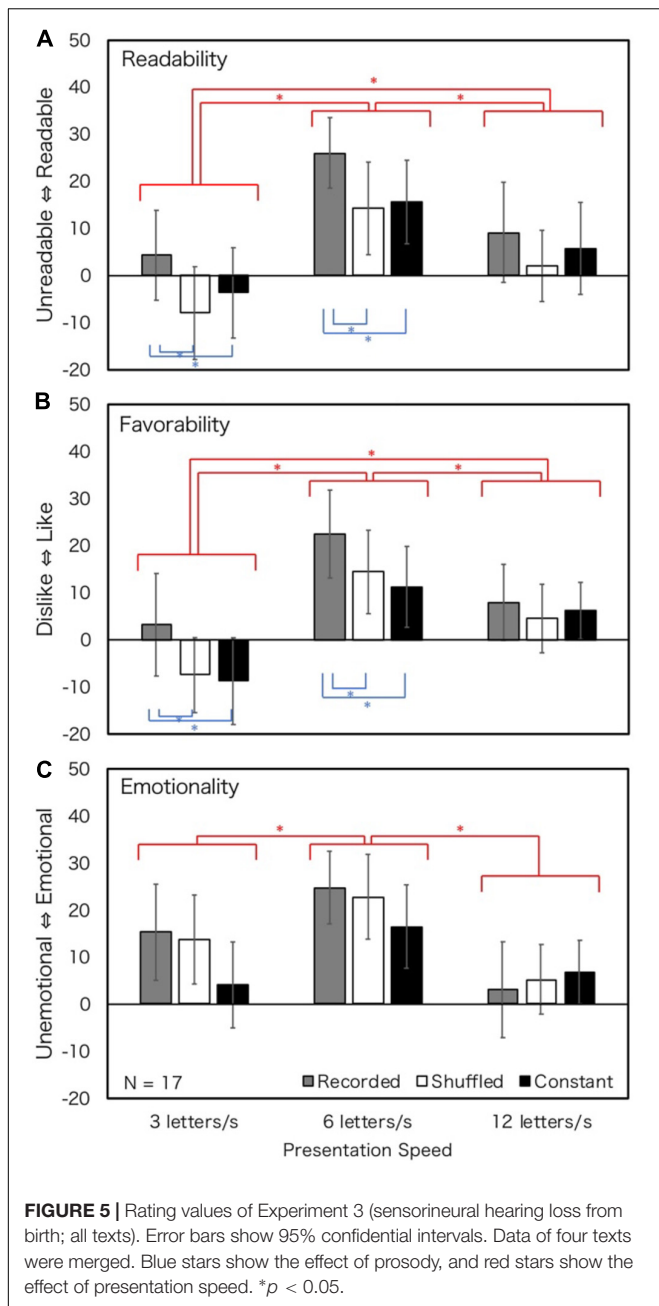 A
50
40
30
20
10
0
-10
-20
Unreadable ⇔ Readable
Readability
*
* *
* *
* *
B
50
40
30
20
10
0
-10
-20
Dislike ⇔ Like
Favorability
*
* *
* *
* *
C
50
40
30
20
10
0
-10
-20
Unemotional ⇔ Emotional
Emotionality
* *
N = 17 Recorded Shuffled Constant
3 letters/s 6 letters/s 12 letters/s
Presentation Speed
FIGURE 5 | Rating values of Experiment 3 (sensorineural hearing loss from
birth; all texts). Error bars show 95% confidential intervals. Data of four texts
were merged. Blue stars show the effect of prosody, and red stars show the
effect of presentation speed. *p < 0.05.